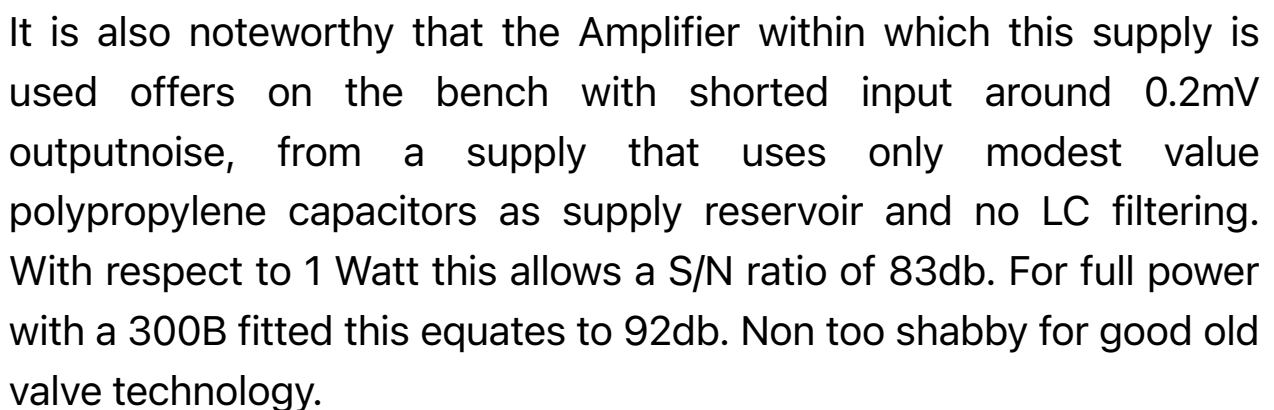 It is also noteworthy that the Amplifier within which this supply is
used offers on the bench with shorted input around 0.2mV
outputnoise, from a supply that uses only modest value
polypropylene capacitors as supply reservoir and no LC filtering.
With respect to 1 Watt this allows a S/N ratio of 83db. For full power
with a 300B fitted this equates to 92db. Non too shabby for good old
valve technology.